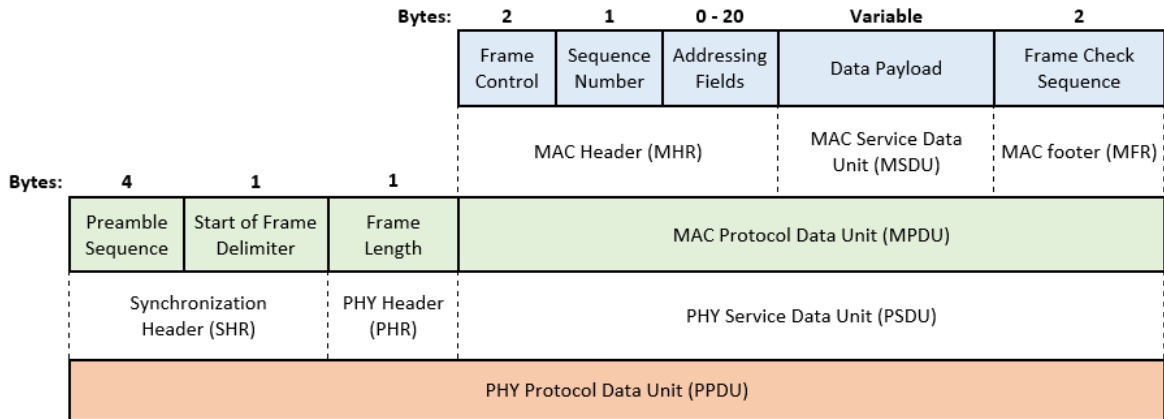 Bytes: 2 1 0 - 20 Variable 2
Frame Control Sequence Number Addressing Fields Data Payload Frame Check Sequence
MAC Header (MHR) MAC Service Data Unit (MSDU) MAC footer (MFR)
Bytes: 4 1 1
Preamble Sequence Start of Frame Delimiter Frame Length MAC Protocol Data Unit (MPDU)
Synchronization Header (SHR) PHY Header (PHR) PHY Service Data Unit (PSDU)
PHY Protocol Data Unit (PPDU)